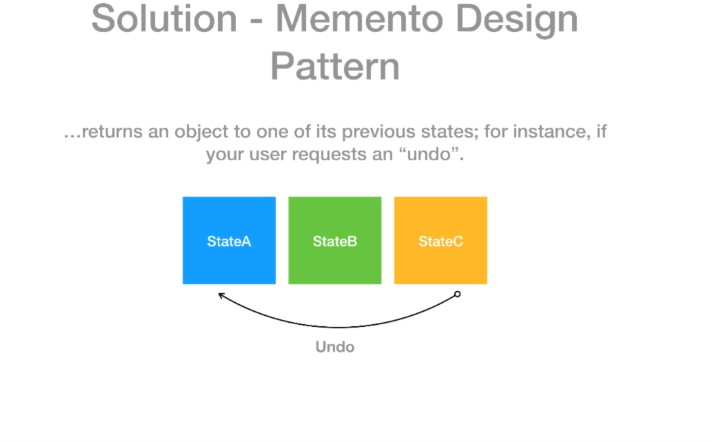 Solution - Memento Design
Pattern
...returns an object to one of its previous states; for instance, if
your user requests an “undo”.
StateA
StateB
StateC
Undo